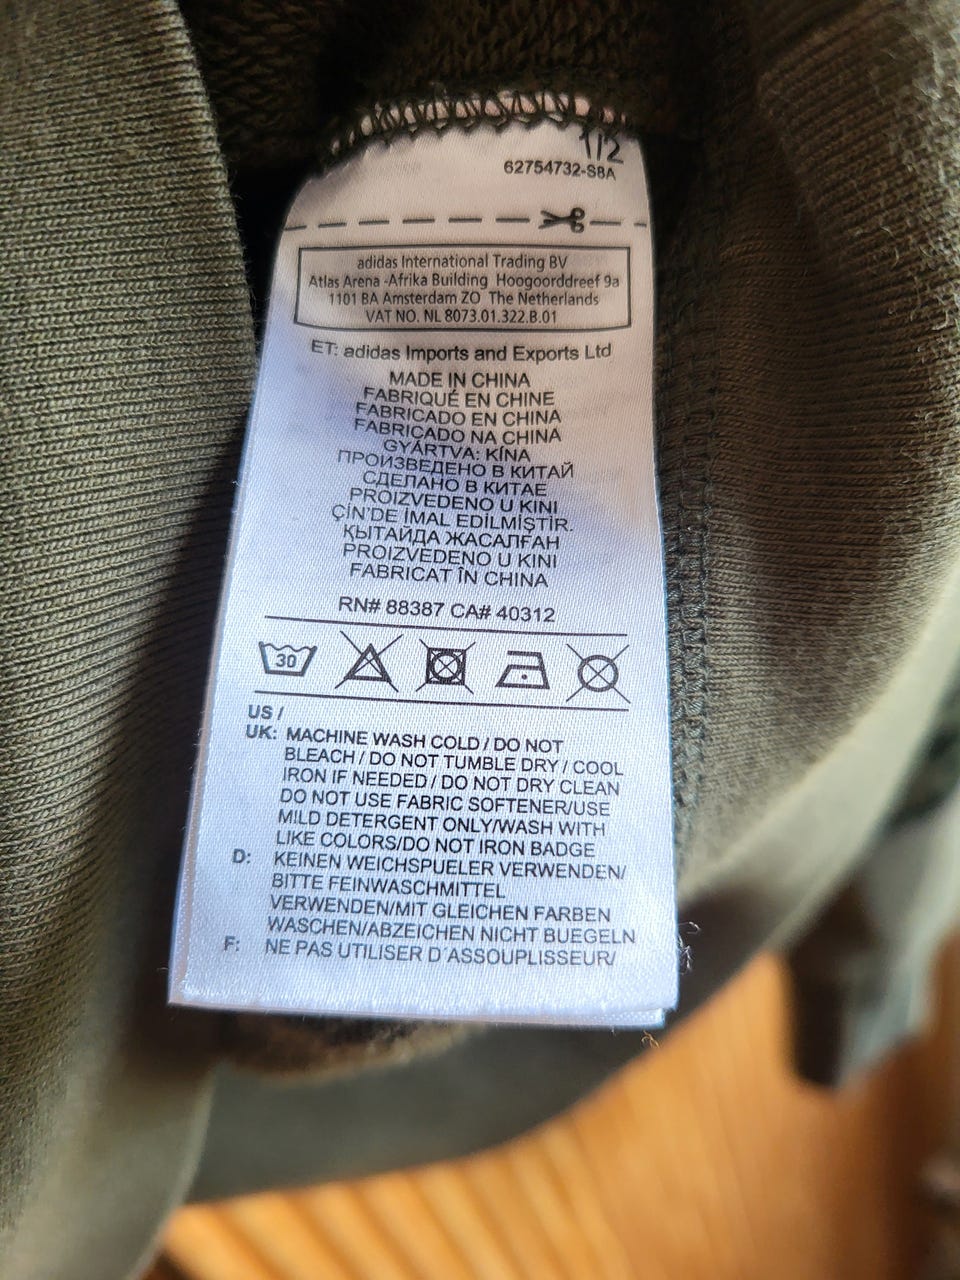 1/2
62754732-S8A
adidas International Trading BV
Atlas Arena -Afrika Building Hoogoorddreef 9a
1101 BA Amsterdam ZO The Netherlands
VAT NO. NL 8073.01.322.B.01
ET: adidas Imports and Exports Ltd
MADE IN CHINA
FABRIQUÉ EN CHINE
FABRICADO EN CHINA
FABRICADO NA CHINA
GYÁRTVA: KÍNA
ПРОИЗВЕДЕНО В КИТАЙ
СДЕЛАНО В КИТАЕ
PROIZVEDENO U KINI
ÇİN'DE İMAL EDİLMİŞTİR.
ҚЫТАЙДА ЖАСАЛҒАН
PROIZVEDENO U KINI
FABRICAT ÎN CHINA
RN# 88387 CA# 40312
30
US /
UK: MACHINE WASH COLD / DO NOT
BLEACH / DO NOT TUMBLE DRY / COOL
IRON IF NEEDED / DO NOT DRY CLEAN
DO NOT USE FABRIC SOFTENER/USE
MILD DETERGENT ONLY/WASH WITH
LIKE COLORS/DO NOT IRON BADGE
D: KEINEN WEICHSPUELER VERWENDEN/
BITTE FEINWASCHMITTEL
VERWENDEN/MIT GLEICHEN FARBEN
WASCHEN/ABZEICHEN NICHT BUEGELN
F: NE PAS UTILISER D´ASSOUPLISSEUR/